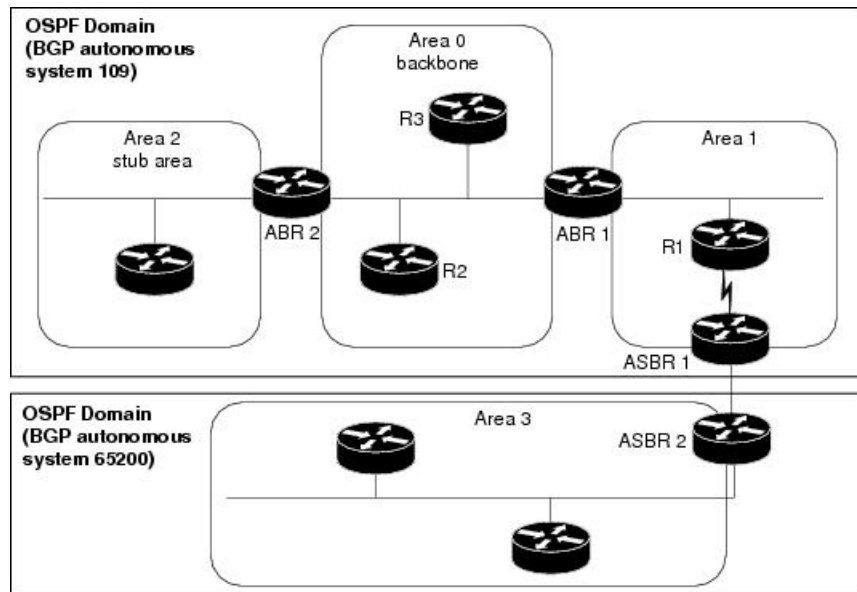 OSPF Domain
(BGP autonomous
system 109)
Area 0
backbone
R3
Area 2
stub area
Area 1
ABR 2
ABR 1
R2
R1
ASBR 1
OSPF Domain
(BGP autonomous
system 65200)
Area 3
ASBR 2